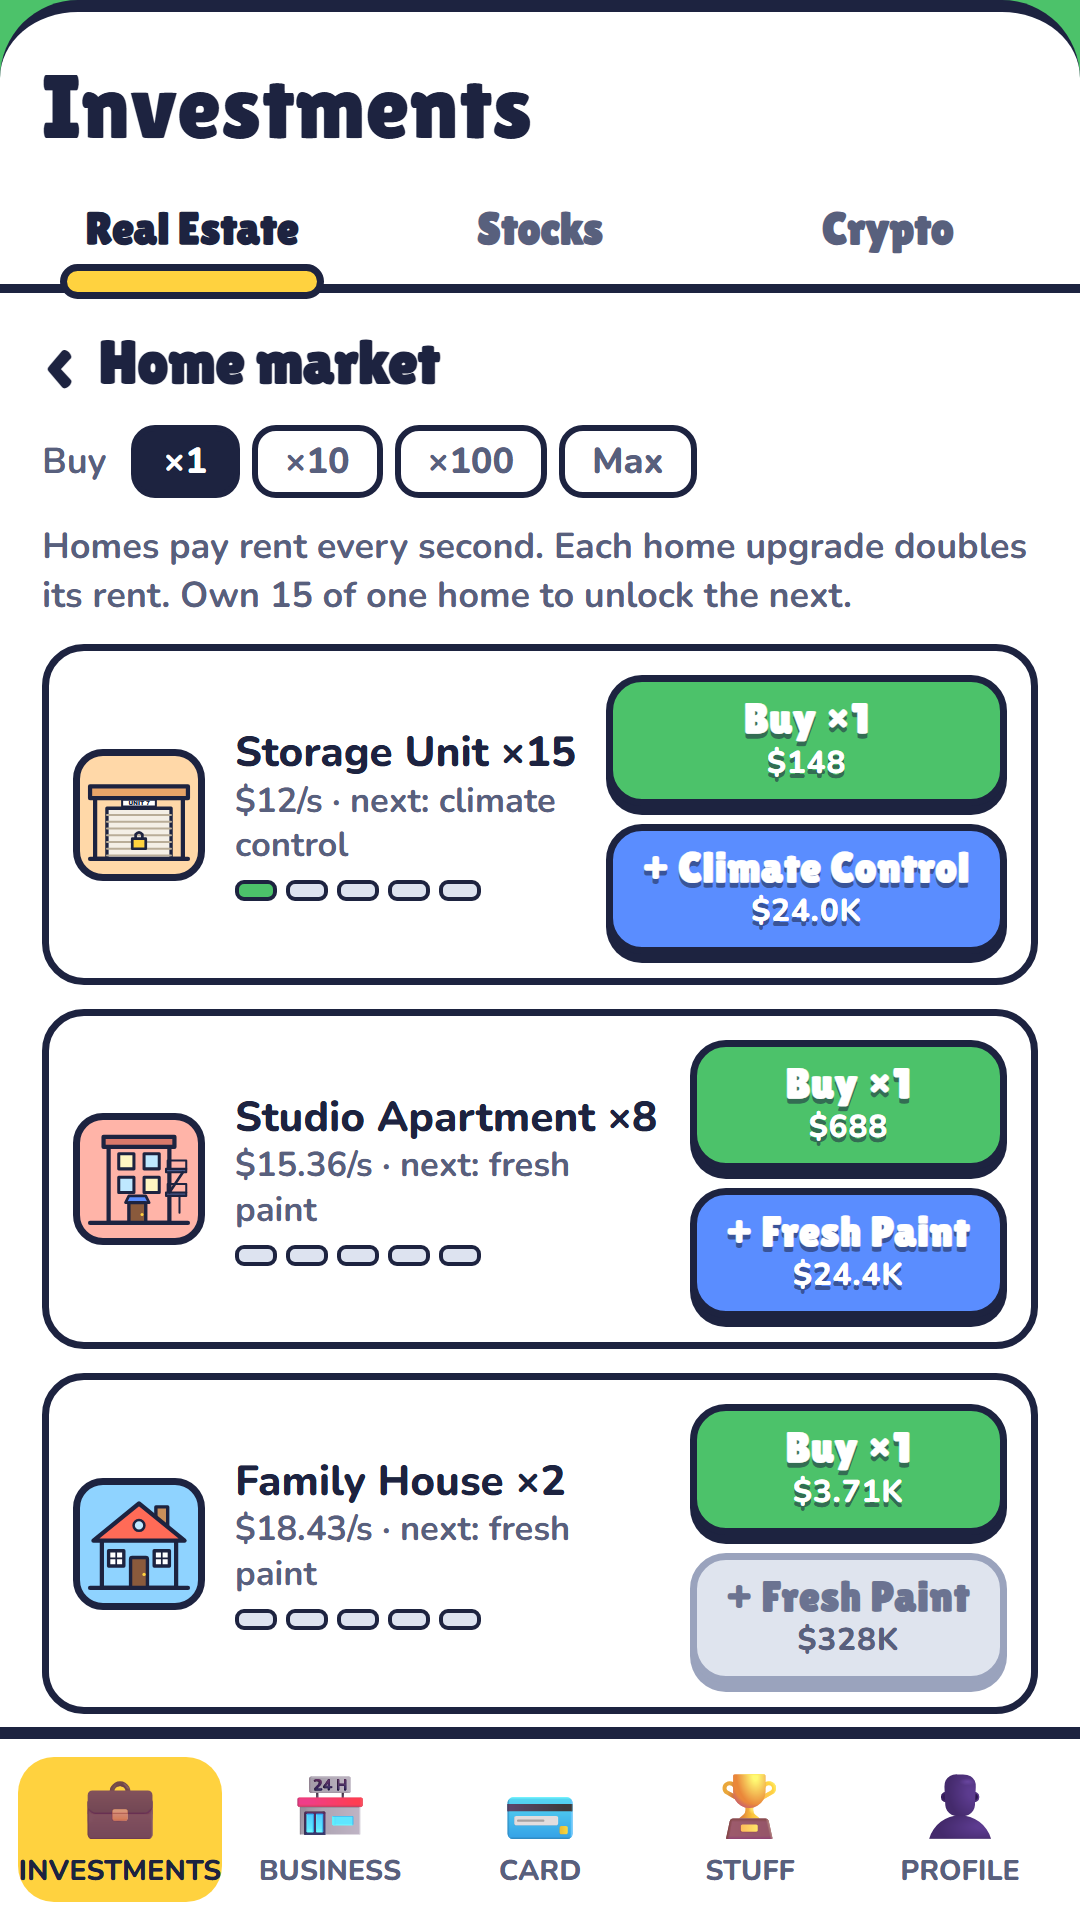 Investments
Real Estate
Stocks
Crypto
Home market
Buy
×1
×10
×100
Max
Homes pay rent every second. Each home upgrade doubles
its rent. Own 15 of one home to unlock the next.
Storage Unit ×15
$12/s · next: climate
control
Buy ×1
$148
+ Climate Control
$24.0K
Studio Apartment ×8
$15.36/s · next: fresh
paint
Buy ×1
$688
+ Fresh Paint
$24.4K
Family House ×2
$18.43/s · next: fresh
paint
Buy ×1
$3.71K
+ Fresh Paint
$328K
24 H
INVESTMENTS
BUSINESS
CARD
STUFF
PROFILE